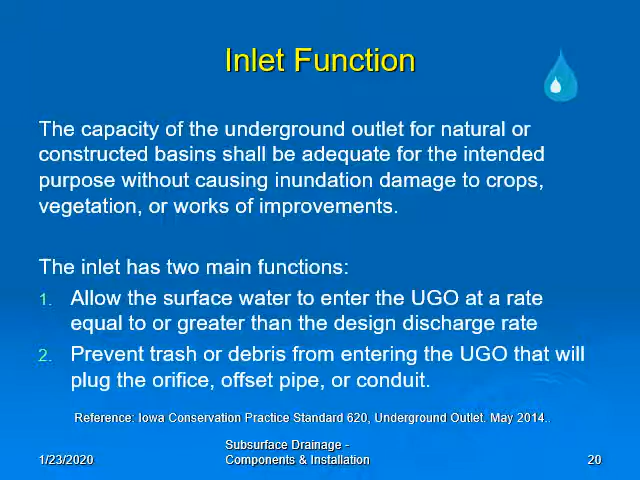 Inlet Function
The capacity of the underground outlet for natural or
constructed basins shall be adequate for the intended
purpose without causing inundation damage to crops,
vegetation, or works of improvements.
The inlet has two main functions:
1. Allow the surface water to enter the UGO at a rate
equal to or greater than the design discharge rate
2. Prevent trash or debris from entering the UGO that will
plug the orifice, offset pipe, or conduit.
Reference: Iowa Conservation Practice Standard 620, Underground Outlet. May 2014..
1/23/2020
Subsurface Drainage -
Components & Installation
20